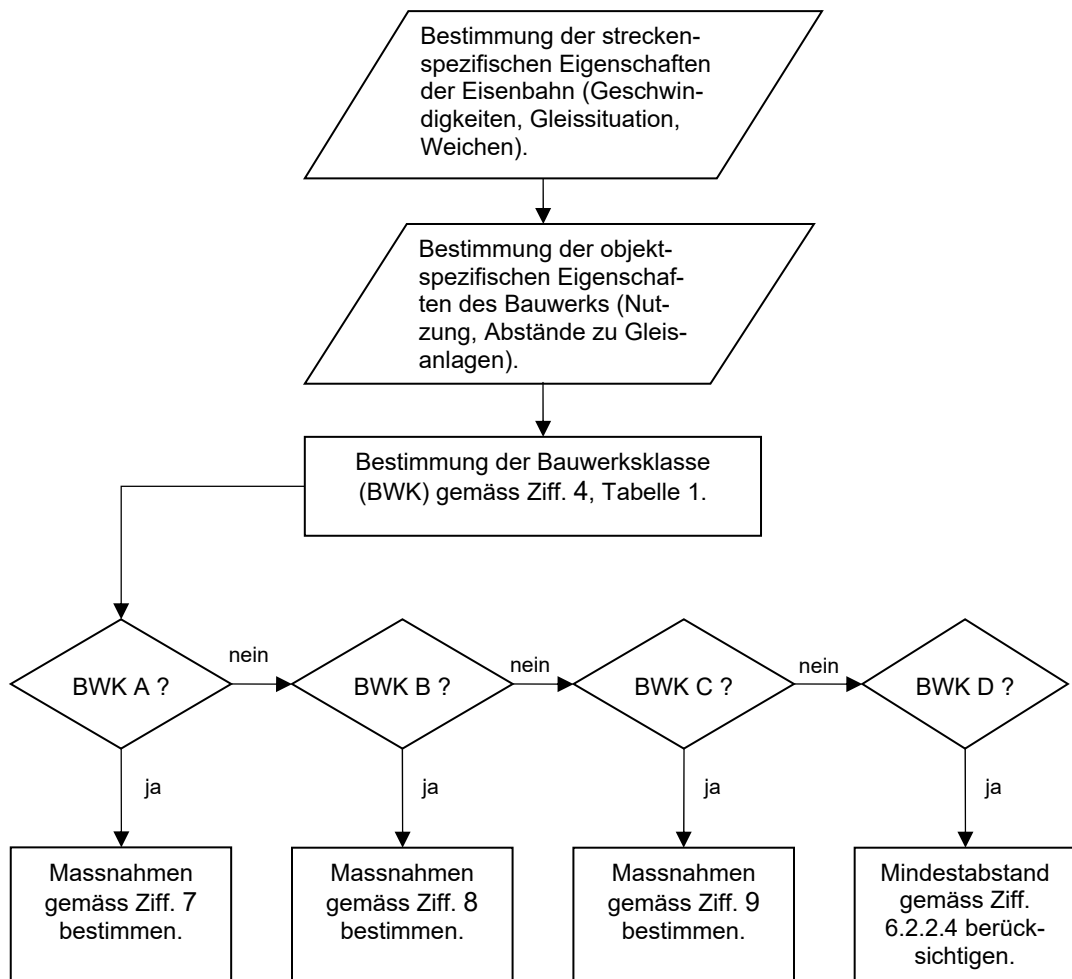 Bestimmung der strecken-
spezifischen Eigenschaften
der Eisenbahn (Geschwin-
digkeiten, Gleissituation,
Weichen).
Bestimmung der objekt-
spezifischen Eigenschaf-
ten des Bauwerks (Nut-
zung, Abstände zu Gleis-
anlagen).
Bestimmung der Bauwerksklasse
(BWK) gemäss Ziff. 4, Tabelle 1.
BWK A ?
nein
BWK B ?
nein
BWK C ?
nein
BWK D ?
ja
ja
ja
ja
Massnahmen
gemäss Ziff. 7
bestimmen.
Massnahmen
gemäss Ziff. 8
bestimmen.
Massnahmen
gemäss Ziff. 9
bestimmen.
Mindestabstand
gemäss Ziff.
6.2.2.4 berück-
sichtigen.